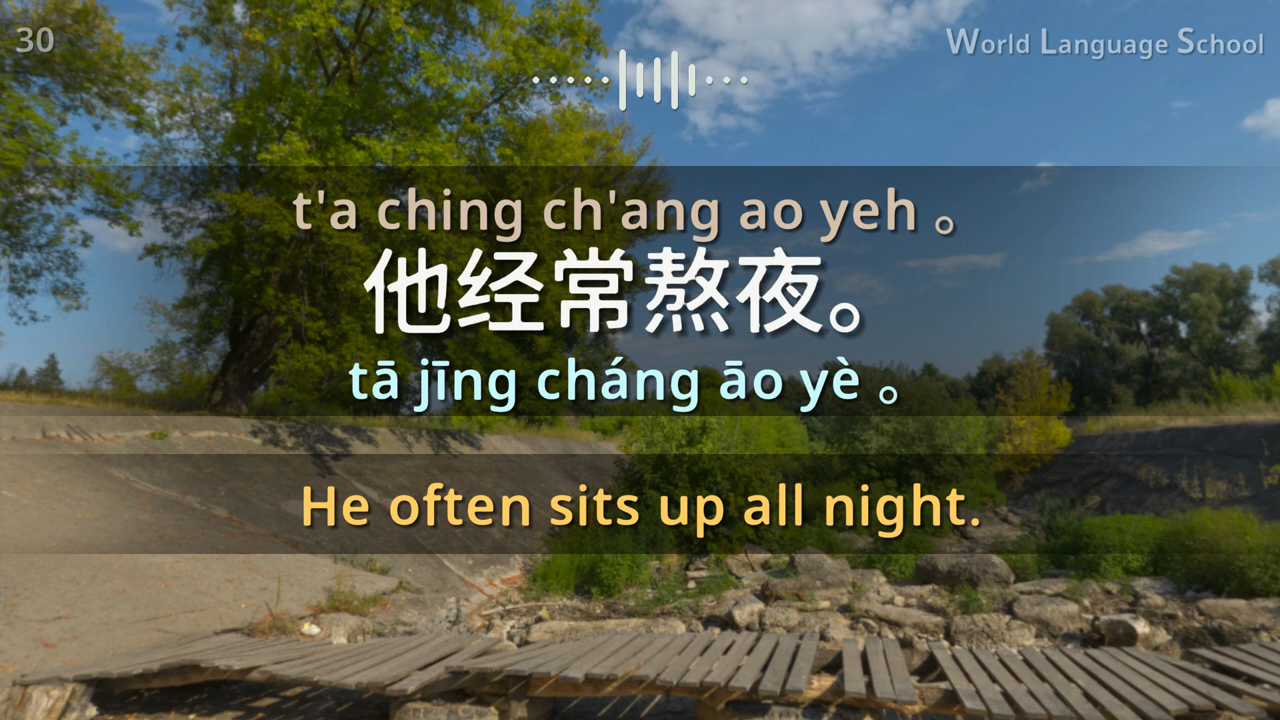 30
World Language School
t'a ching ch'ang ao yeh 。
他经常熬夜。
tā jīng cháng āo yè 。
He often sits up all night.